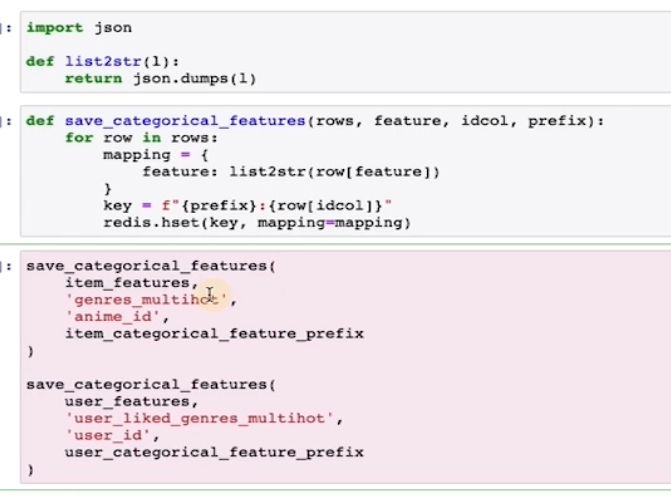 ]: import json
def list2str(l):
    return json.dumps(l)
]: def save_categorical_features(rows, feature, idcol, prefix):
    for row in rows:
        mapping = {
            feature: list2str(row[feature])
        }
        key = f"{prefix}:{row[idcol]}"
        redis.hset(key, mapping=mapping)
]: save_categorical_features(
    item_features,
    'genres_multihot',
    'anime_id',
    item_categorical_feature_prefix
)
save_categorical_features(
    user_features,
    'user_liked_genres_multihot',
    'user_id',
    user_categorical_feature_prefix
)